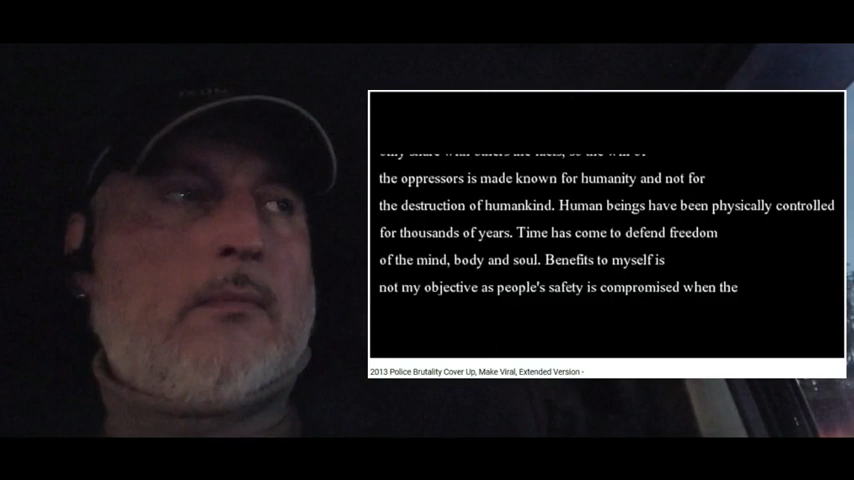 the oppressors is made known for humanity and not for
the destruction of humankind. Human beings have been physically controlled
for thousands of years. Time has come to defend freedom
of the mind, body and soul. Benefits to myself is
not my objective as people's safety is compromised when the
2013 Police Brutality Cover Up, Make Viral, Extended Version -